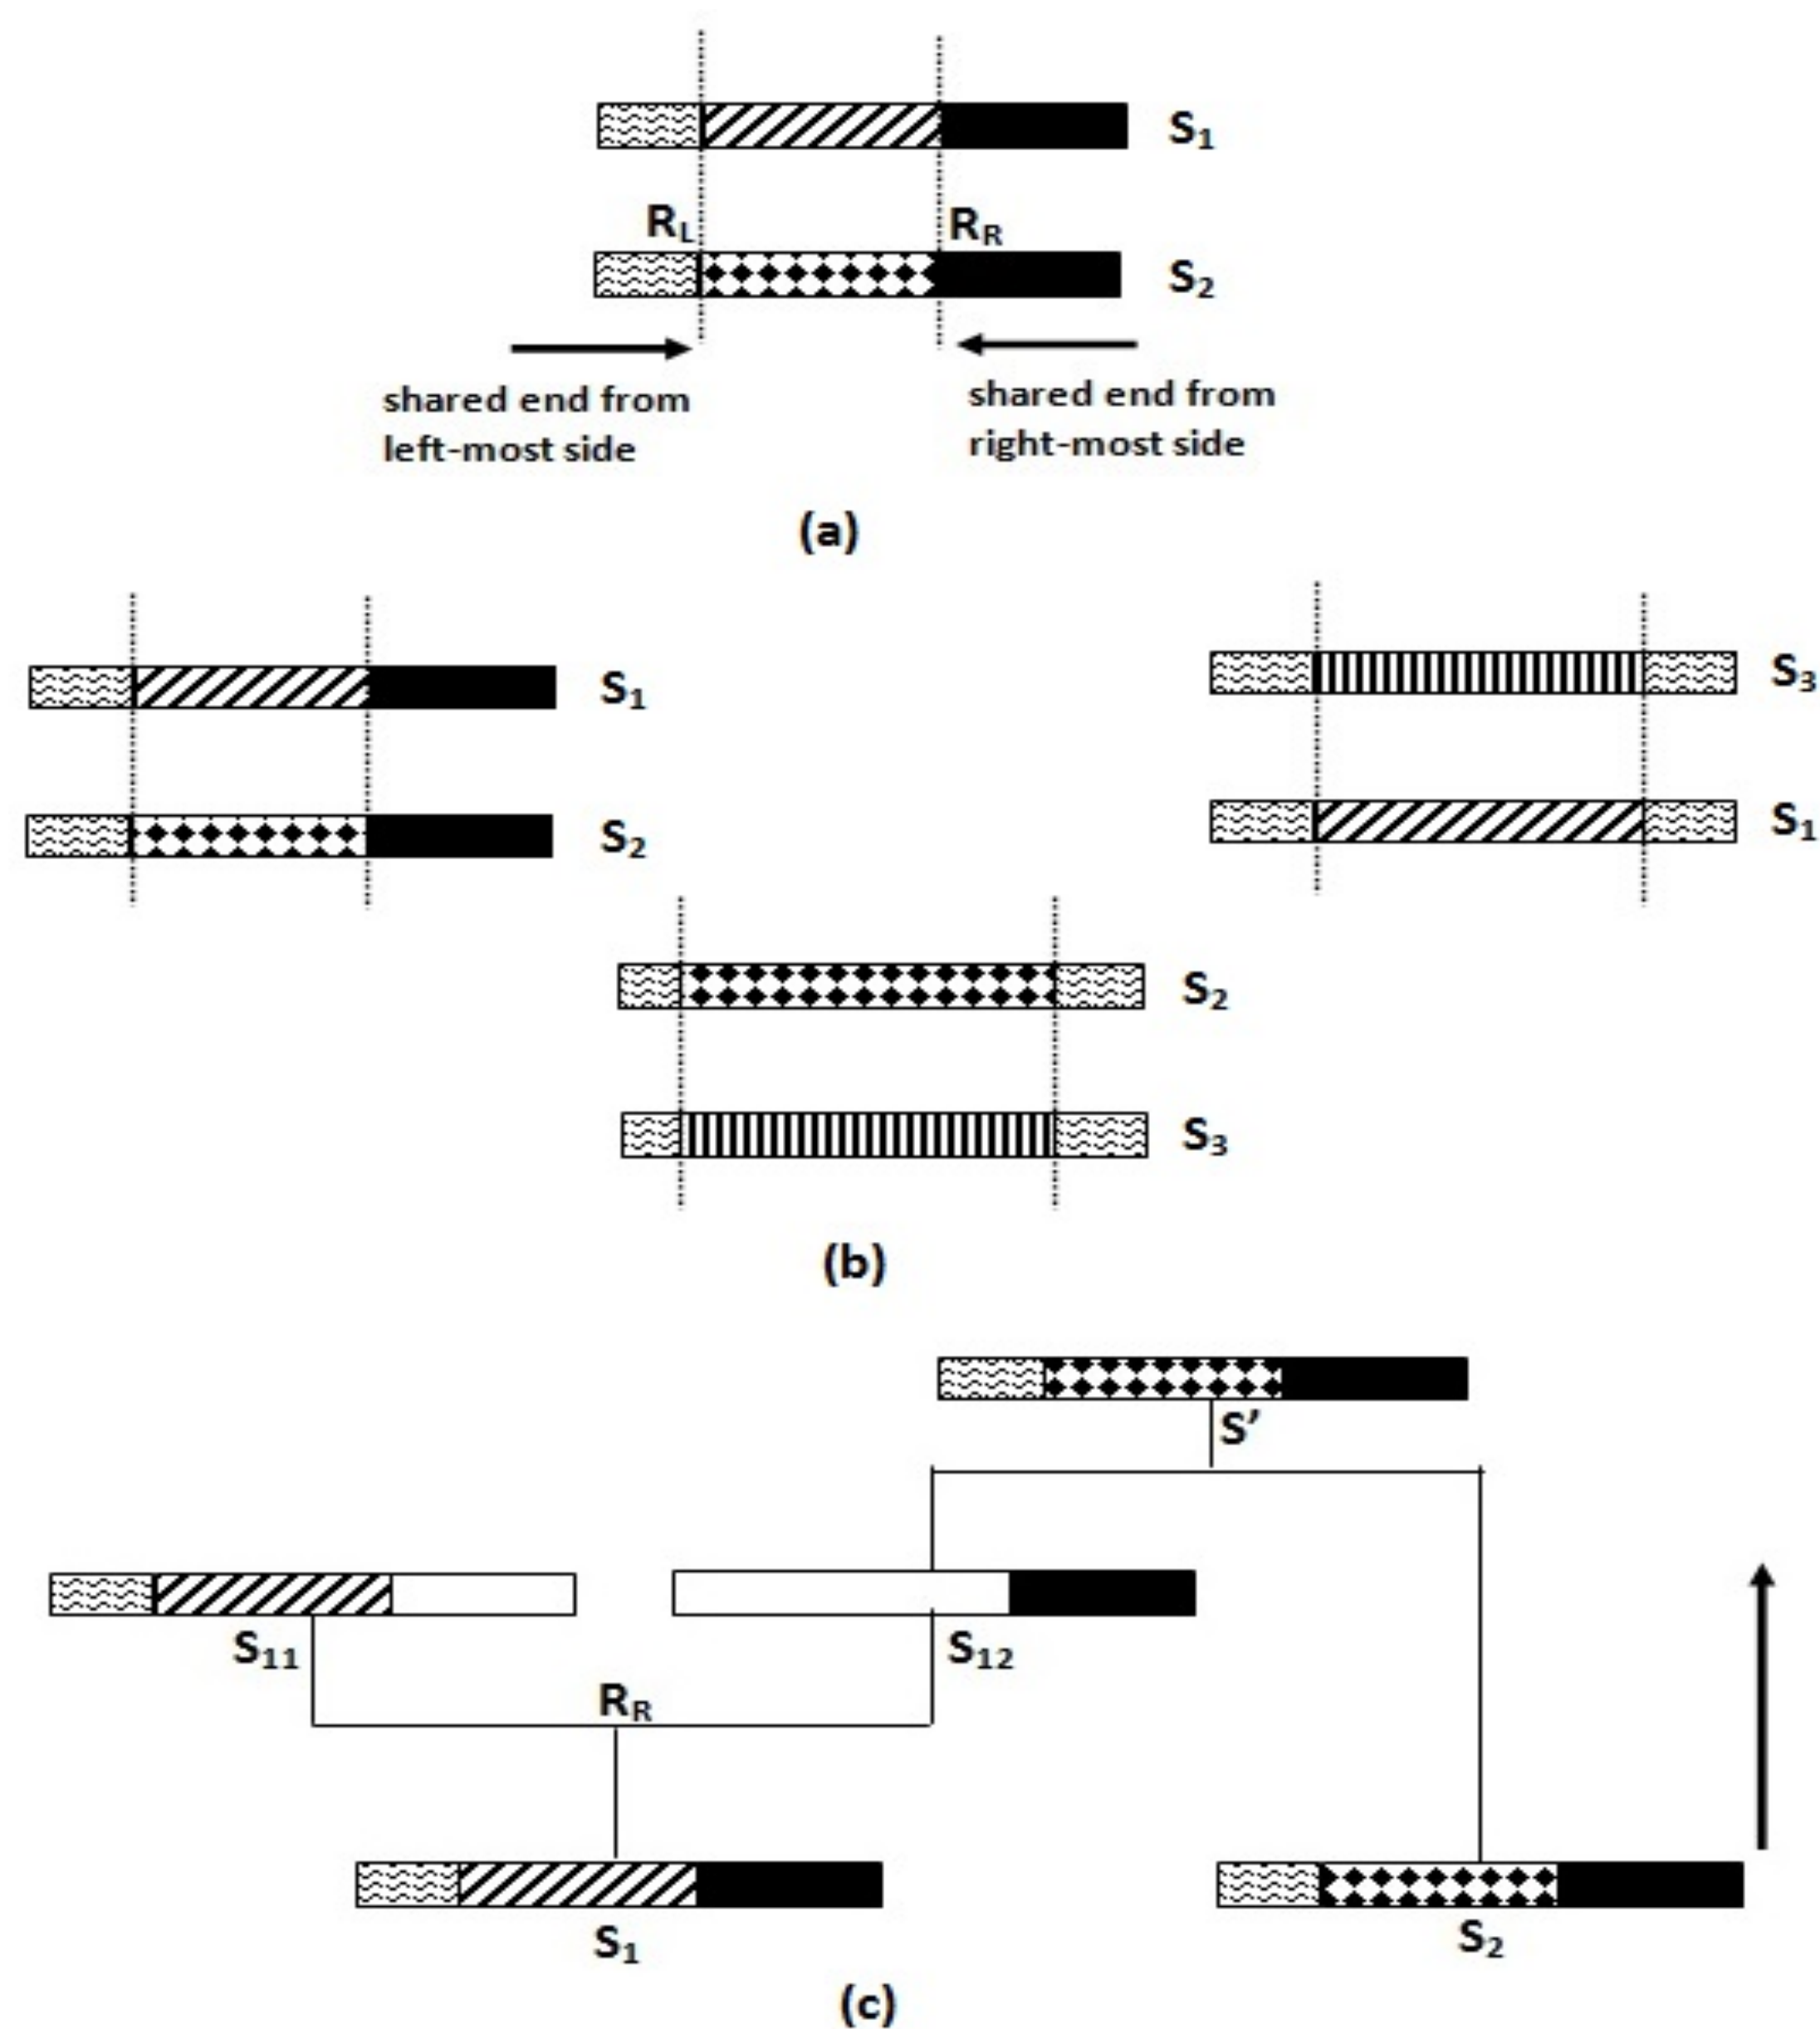 S1
RL RR
S2
shared end from
left-most side
shared end from
right-most side
(a)
S1
S2
S3
S1
S2
S3
(b)
S’
S11
S12
RR
S1
S2
(c)